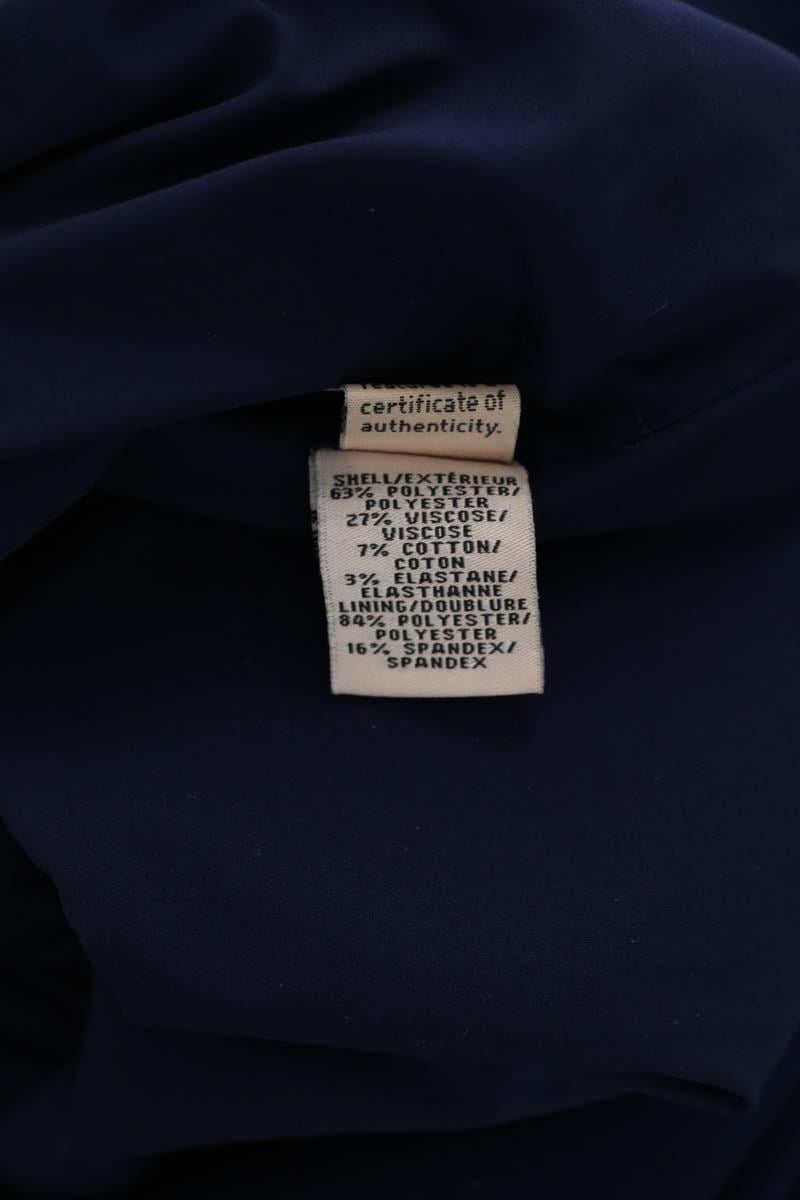 certificate of
authenticity.
SHELL/EXTÉRIEUR
63% POLYESTER/
POLYESTER
27% VISCOSE/
VISCOSE
7% COTTON/
COTON
3% ELASTANE/
ELASTHANNE
LINING/DOUBLURE
84% POLYESTER/
POLYESTER
16% SPANDEX/
SPANDEX